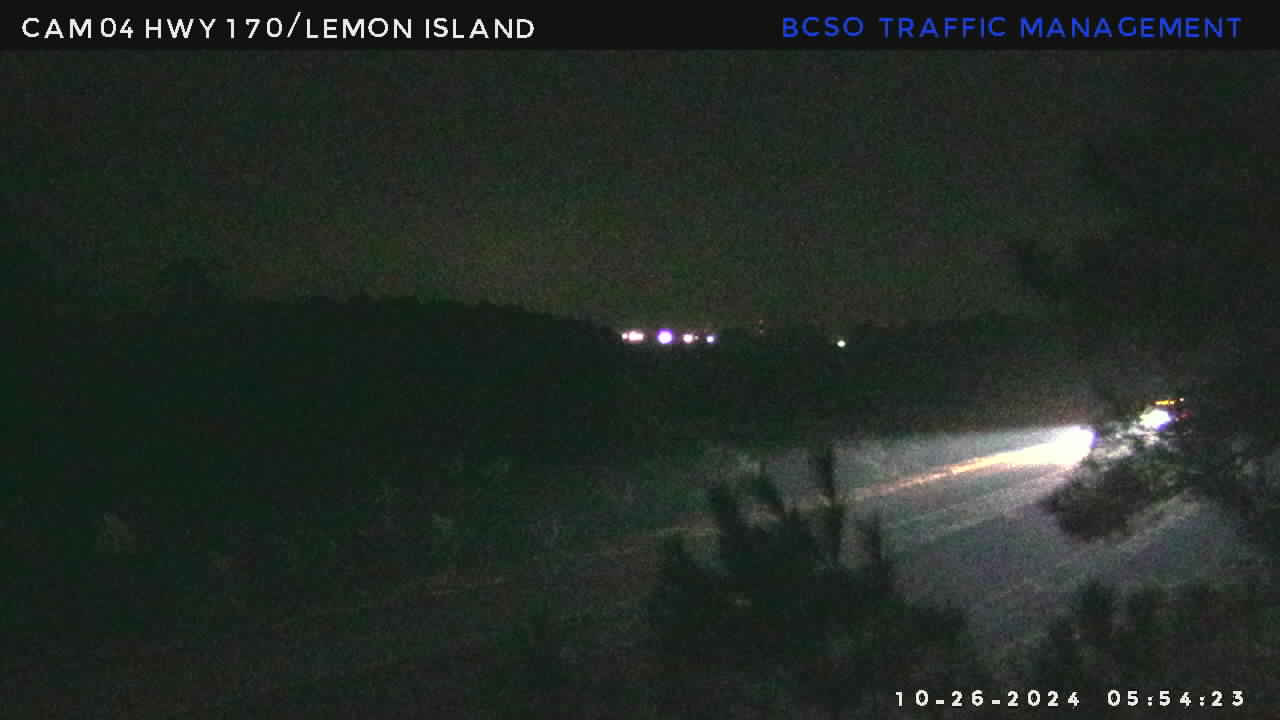 CAM04 HWY 170/LEMON ISLAND
BCSO TRAFFIC MANAGEMENT
10-26-2024 05:54:23